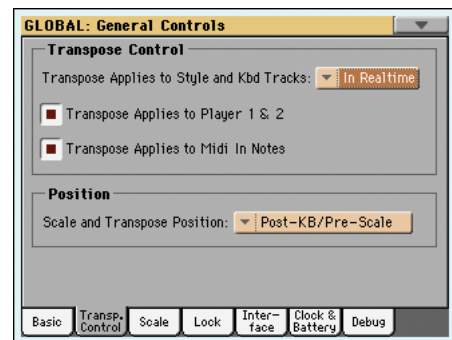 GLOBAL: General Controls
Transpose Control
Transpose Applies to Style and Kbd Tracks: In Realtime
Transpose Applies to Player 1 & 2
Transpose Applies to Midi In Notes
Position
Scale and Transpose Position: Post-KB/Pre-Scale
Basic Transp. Control Scale Lock Inter- face Clock & Battery Debug